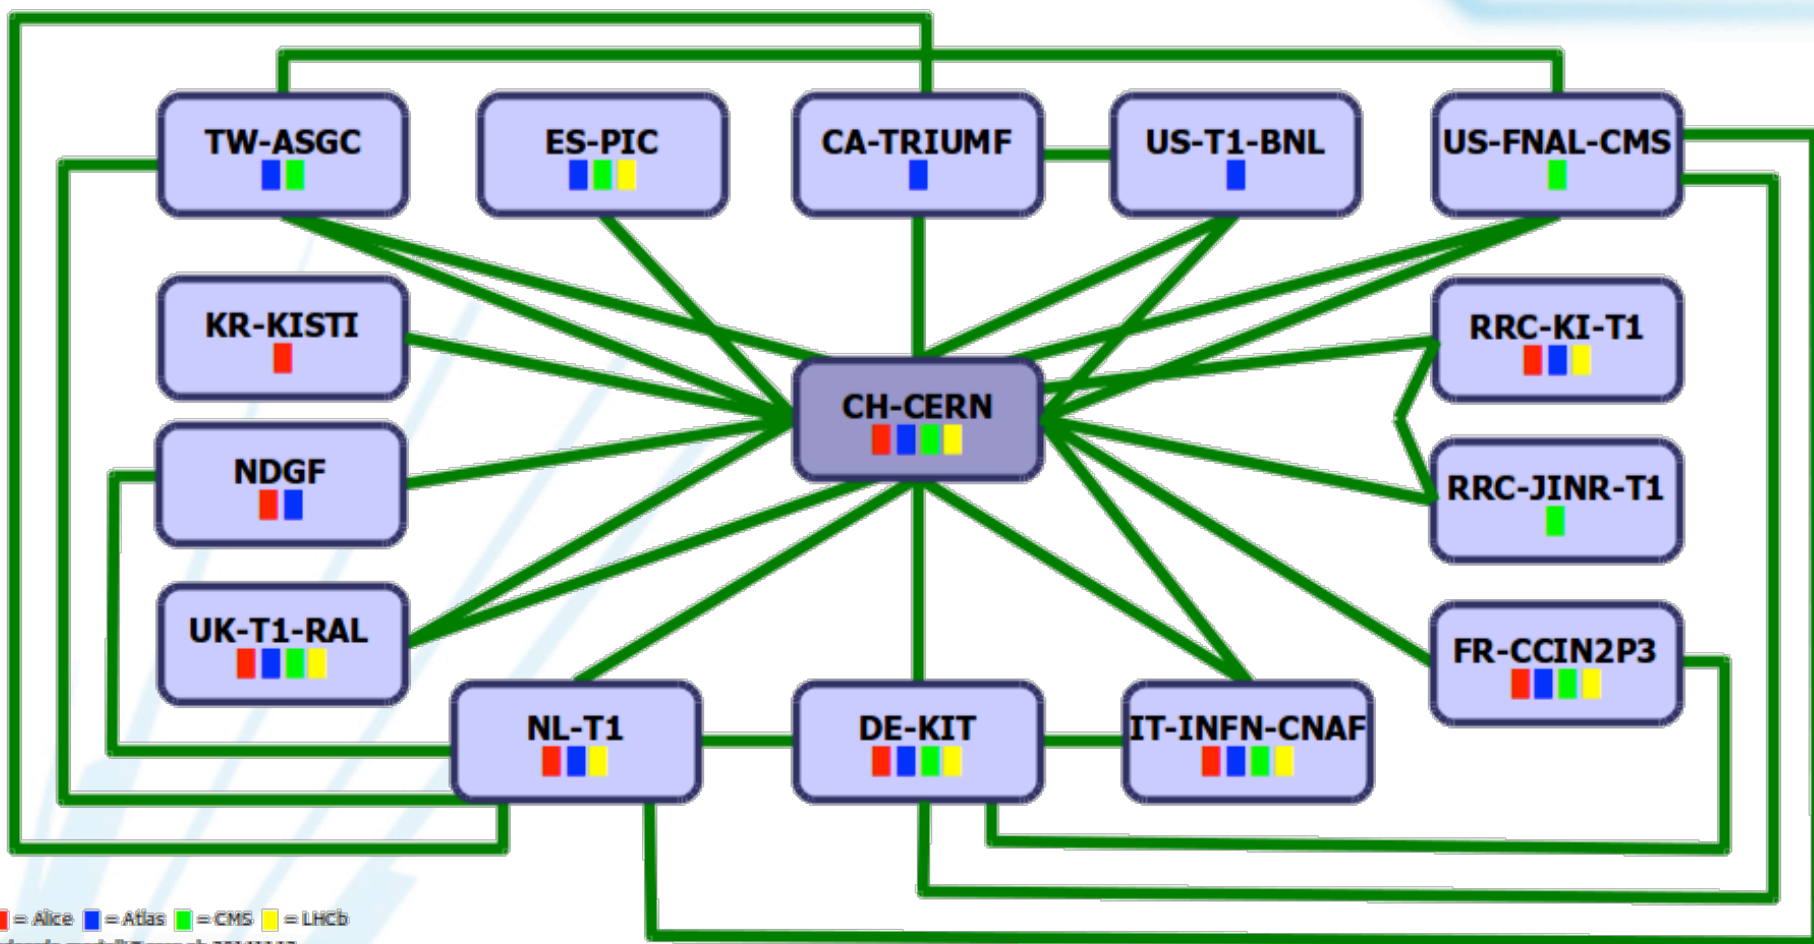 TW-ASGC
ES-PIC
CA-TRIUMF
US-T1-BNL
US-FNAL-CMS
KR-KISTI
RRC-KI-T1
CH-CERN
NDGF
RRC-JINR-T1
UK-T1-RAL
FR-CCIN2P3
NL-T1
DE-KIT
IT-INFN-CNAF
= Alice = Atlas = CMS = LHCb